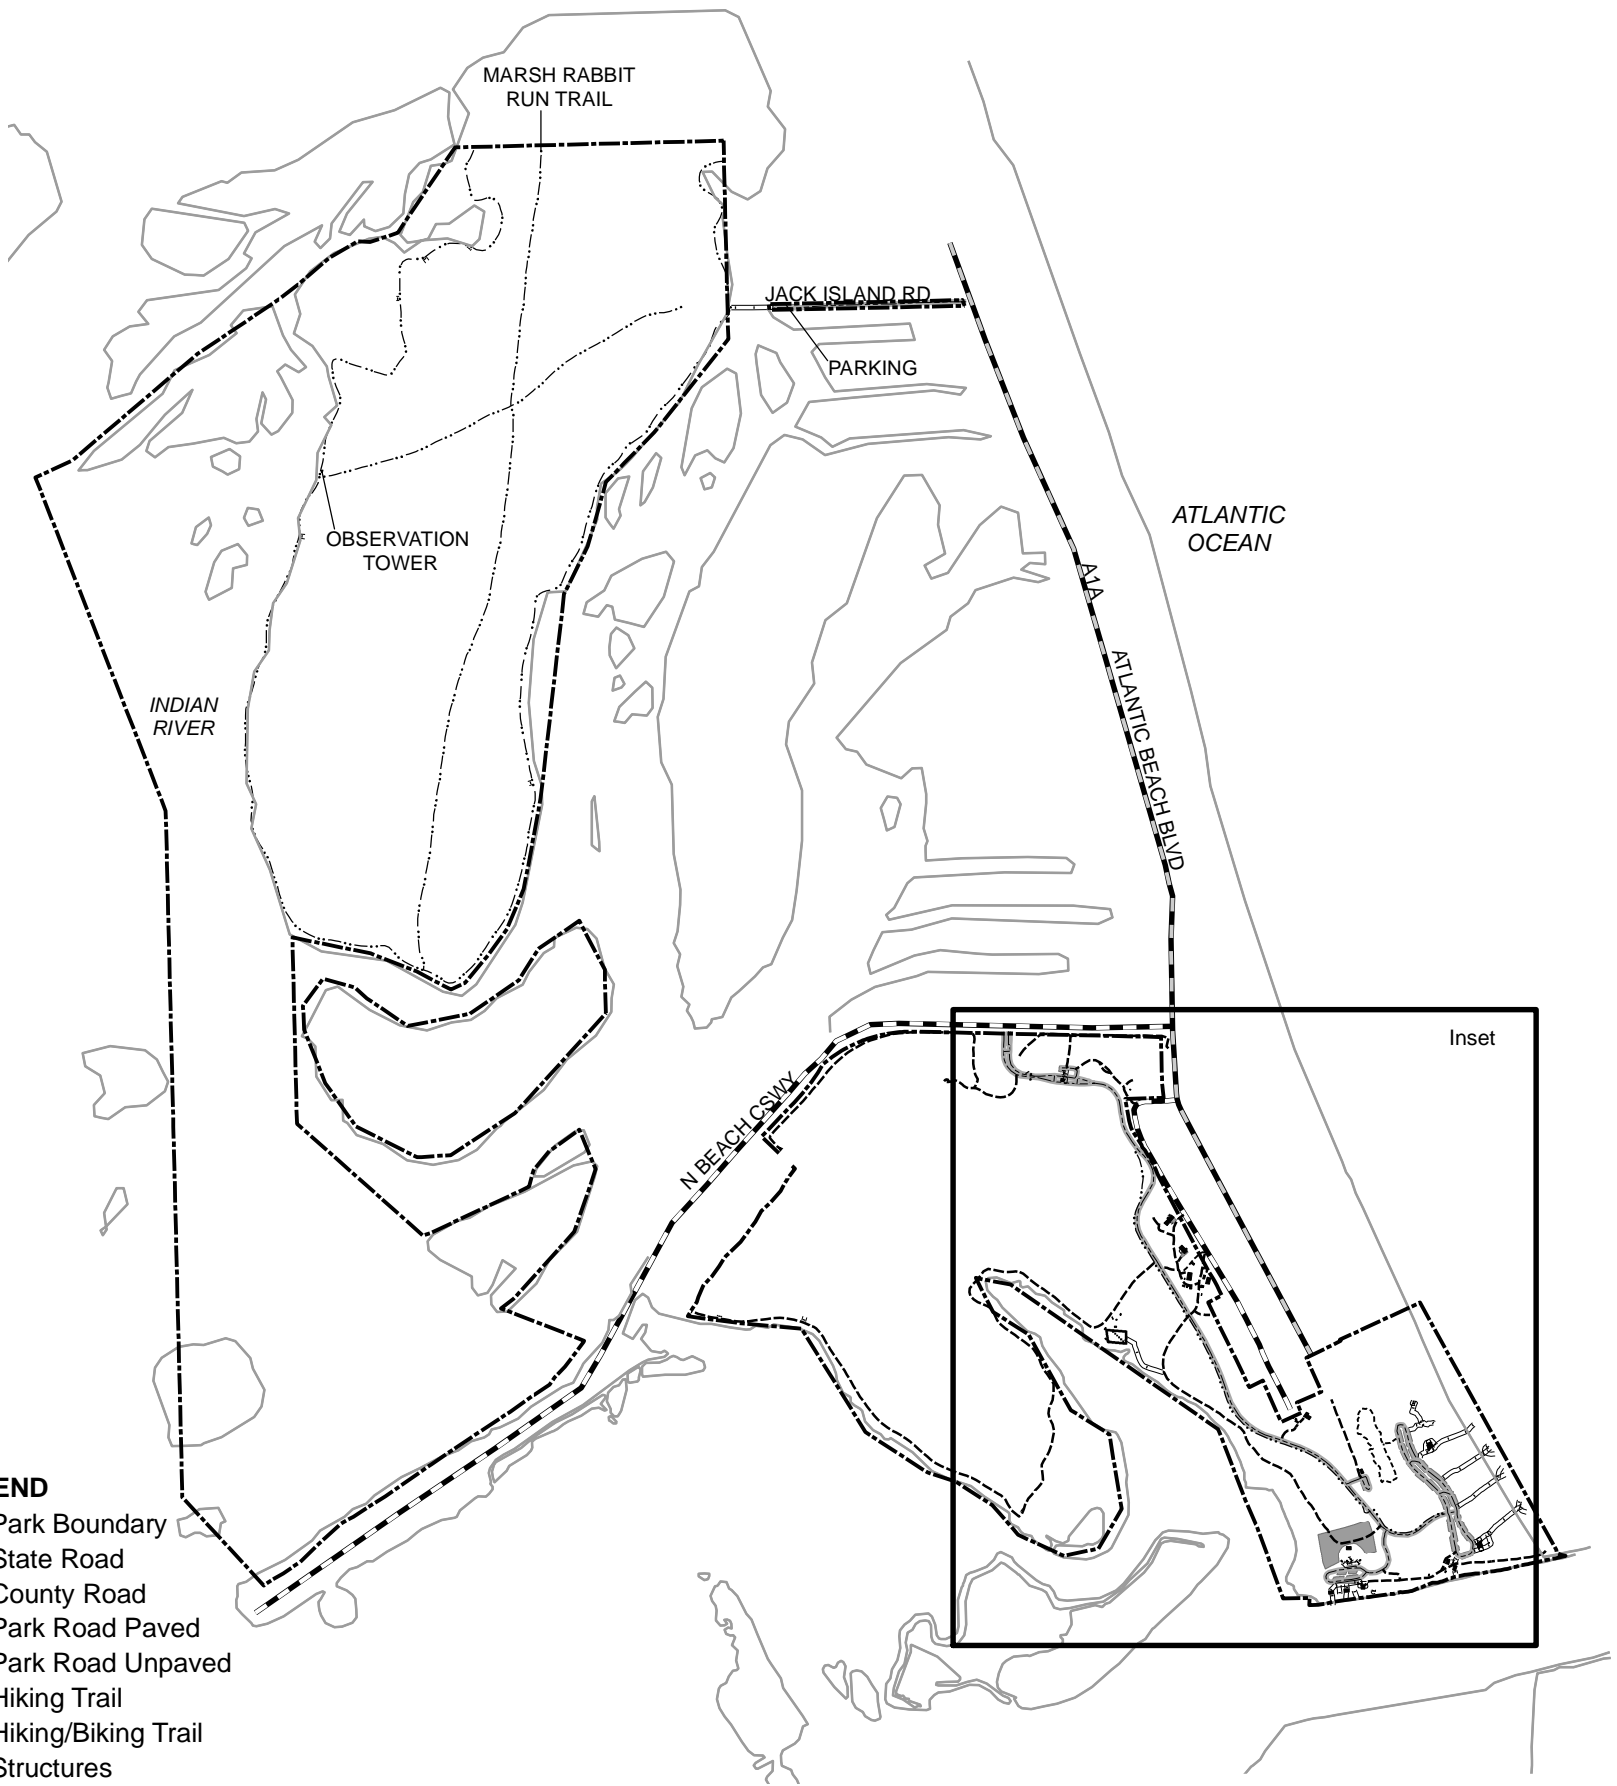 MARSH RABBIT
RUN TRAIL
JACK ISLAND RD
PARKING
ATLANTIC
OCEAN
OBSERVATION
TOWER
A1A
ATLANTIC BEACH BLVD
INDIAN
RIVER
Inset
N BEACH CSWY
END
Park Boundary
State Road
County Road
Park Road Paved
Park Road Unpaved
Hiking Trail
Hiking/Biking Trail
Structures